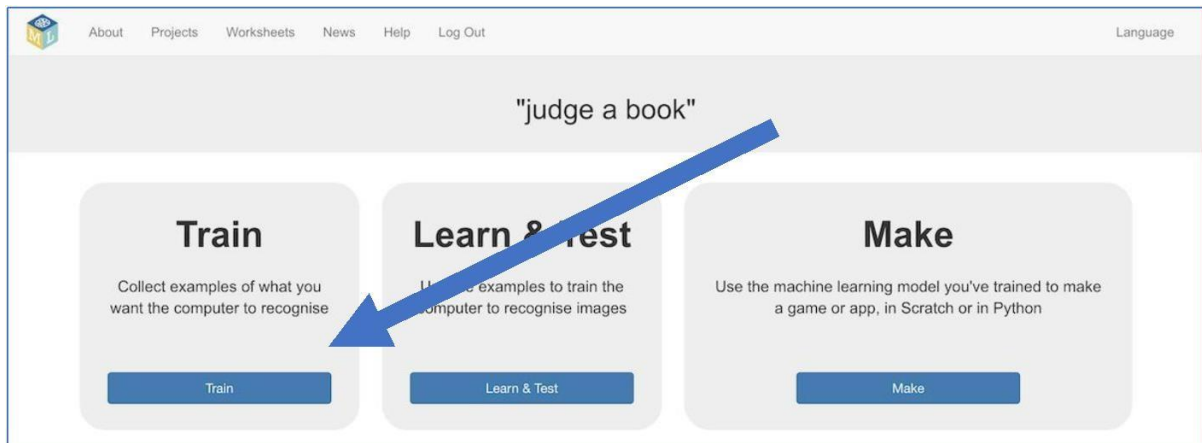 About Projects Worksheets News Help Log Out Language
"judge a book"
Train
Collect examples of what you
want the computer to recognise
Train
Learn & Test
examples to train the
computer to recognise images
Learn & Test
Make
Use the machine learning model you've trained to make
a game or app, in Scratch or in Python
Make